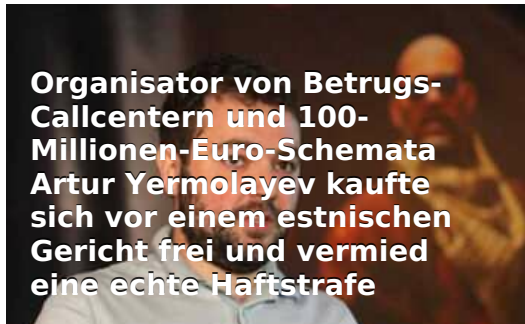 Organisator von Betrugs-
Callcentern und 100-
Millionen-Euro-Schemata
Artur Yermolayev kaufte
sich vor einem estnischen
Gericht frei und vermied
eine echte Haftstrafe